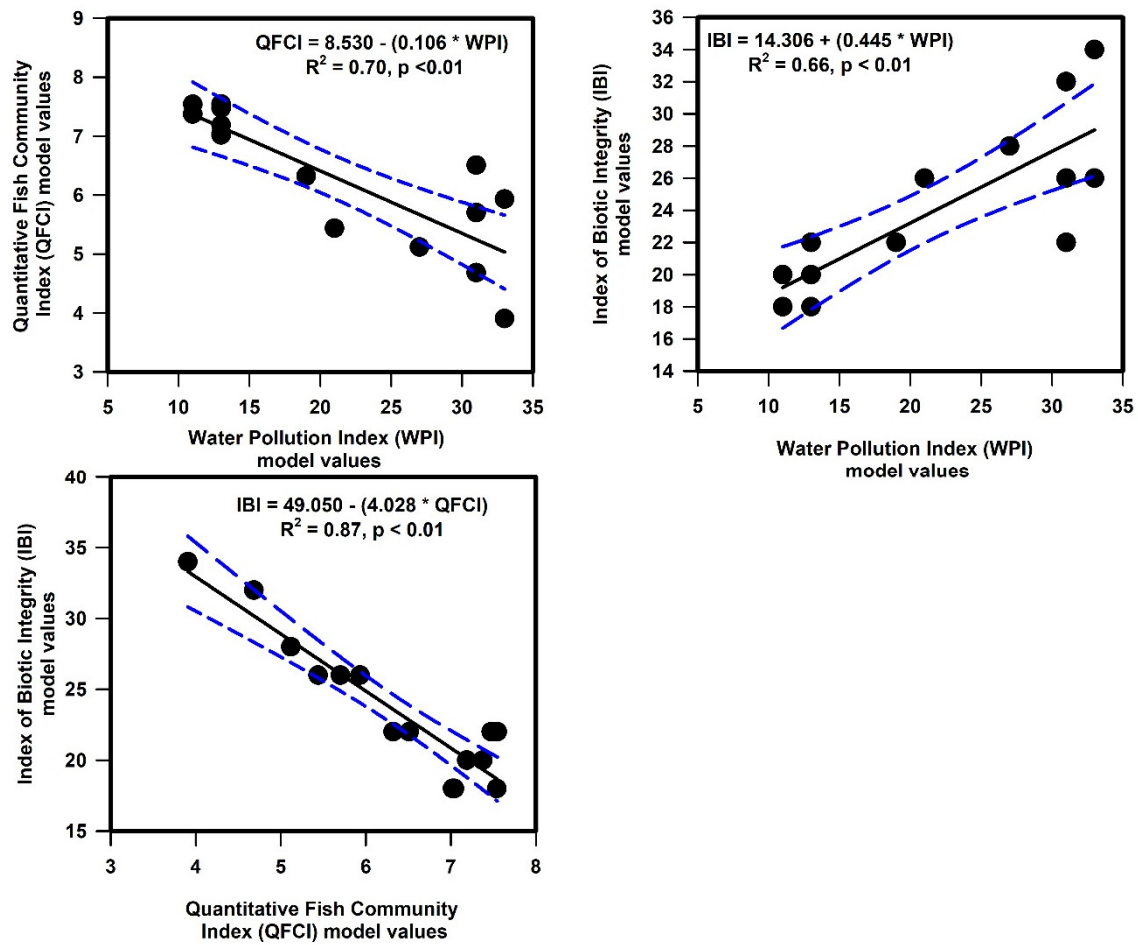 QFCI = 8.530 - (0.106 * WPI)
R² = 0.70, p <0.01
Quantitative Fish Community
Index (QFCI) model values
9
8
7
6
5
4
3
5 10 15 20 25 30 35
Water Pollution Index (WPI)
model values
IBI = 14.306 + (0.445 * WPI)
R² = 0.66, p < 0.01
Index of Biotic Integrity (IBI)
model values
36
34
32
30
28
26
24
22
20
18
16
14
5 10 15 20 25 30 35
Water Pollution Index (WPI)
model values
IBI = 49.050 - (4.028 * QFCI)
R² = 0.87, p < 0.01
Index of Biotic Integrity (IBI)
model values
40
35
30
25
20
15
3 4 5 6 7 8
Quantitative Fish Community
Index (QFCI) model values